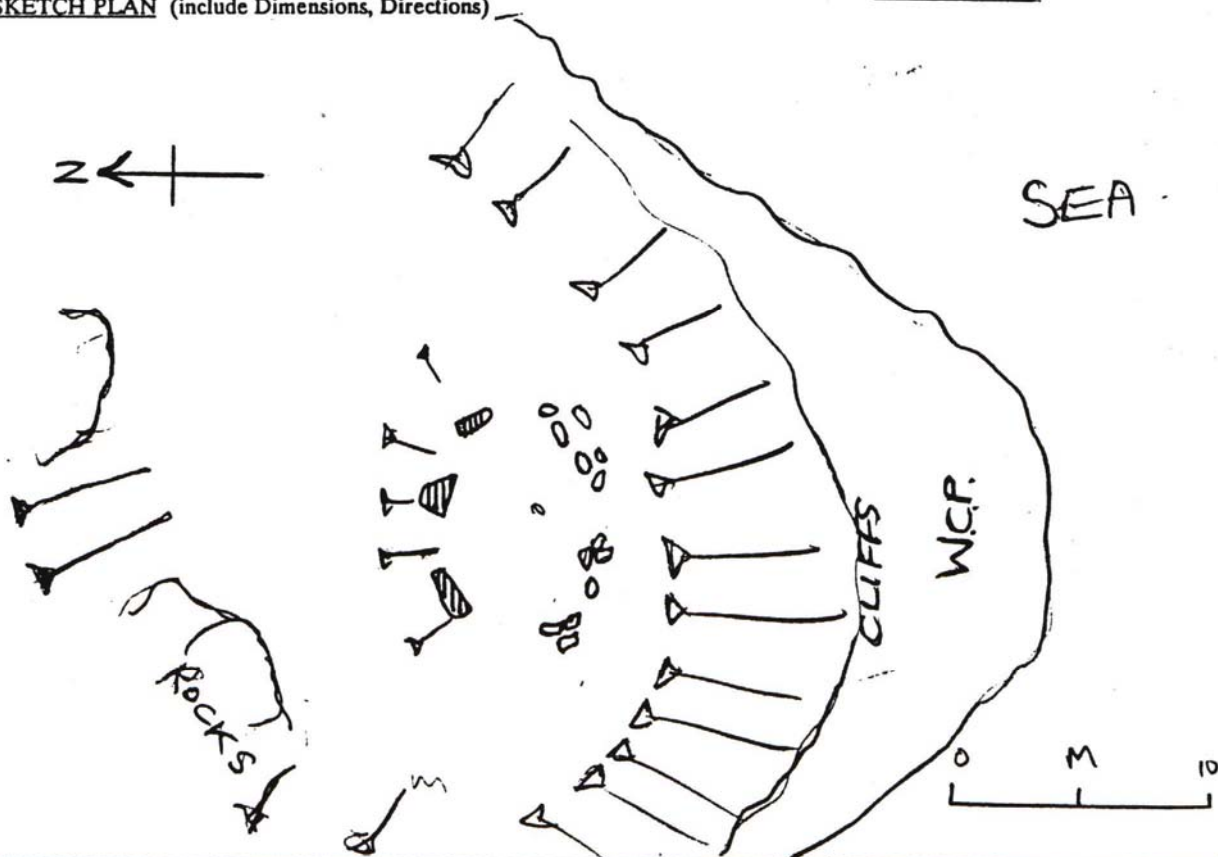 SKETCH PLAN (include Dimensions, Directions)
N
SEA
CLIFFS
W.C.P.
ROCKS
0 M 10